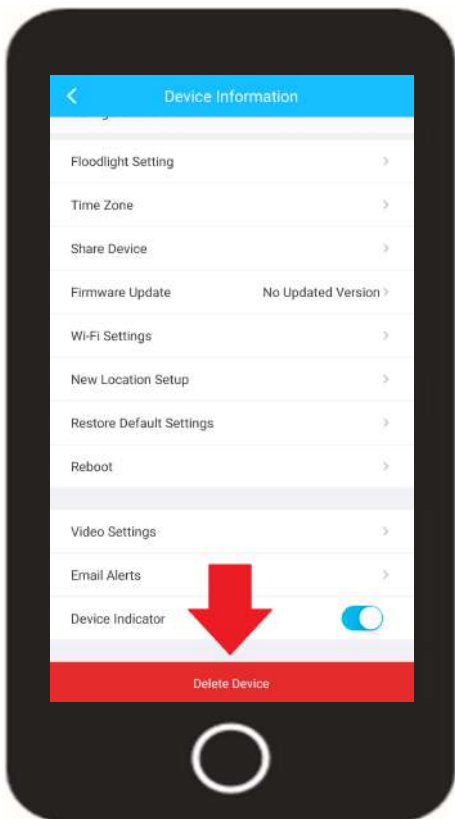 Device Information
Floodlight Setting
Time Zone
Share Device
Firmware Update No Updated Version
Wi-Fi Settings
New Location Setup
Restore Default Settings
Reboot
Video Settings
Email Alerts
Device Indicator
Delete Device